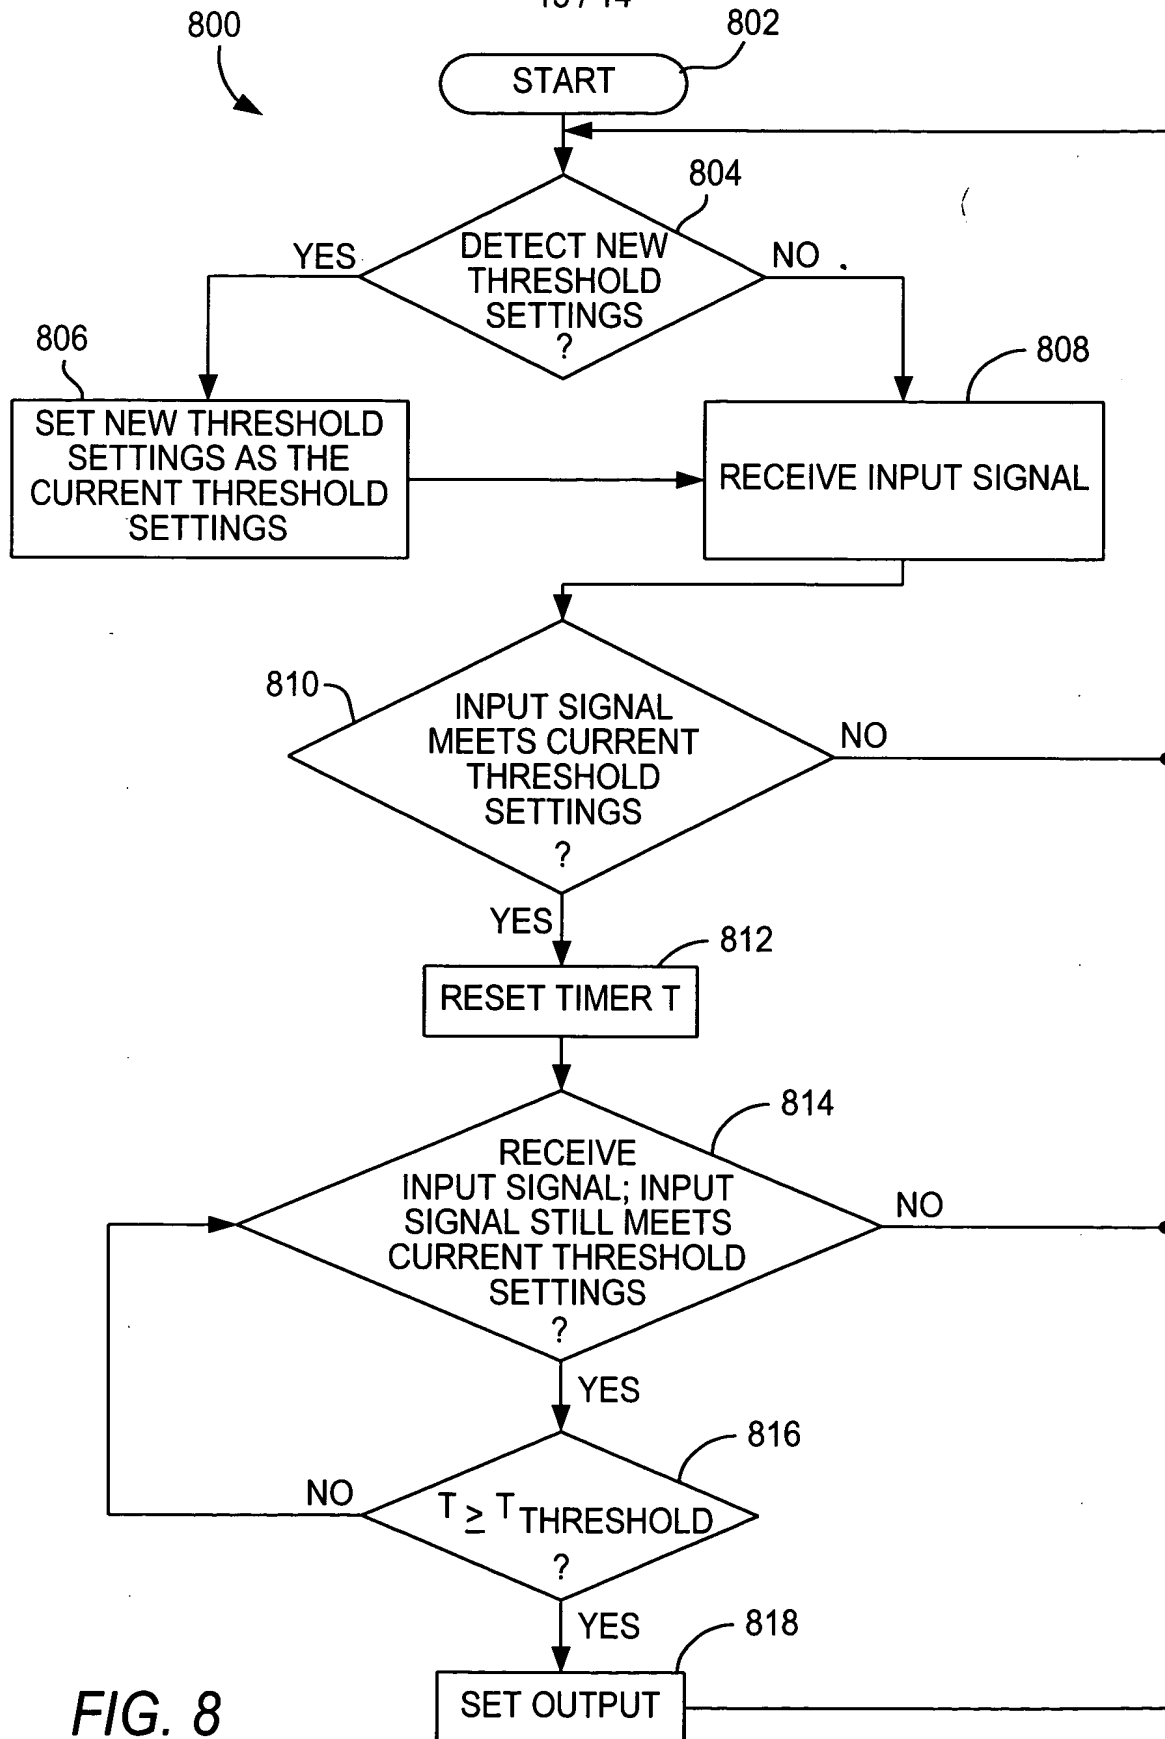 800
802
START
804
DETECT NEW
THRESHOLD
SETTINGS
?
YES
NO
806
SET NEW THRESHOLD
SETTINGS AS THE
CURRENT THRESHOLD
SETTINGS
808
RECEIVE INPUT SIGNAL
810
INPUT SIGNAL
MEETS CURRENT
THRESHOLD
SETTINGS
?
NO
YES
812
RESET TIMER T
814
RECEIVE
INPUT SIGNAL; INPUT
SIGNAL STILL MEETS
CURRENT THRESHOLD
SETTINGS
?
NO
YES
816
T ≥ T THRESHOLD
?
NO
YES
818
SET OUTPUT
FIG. 8